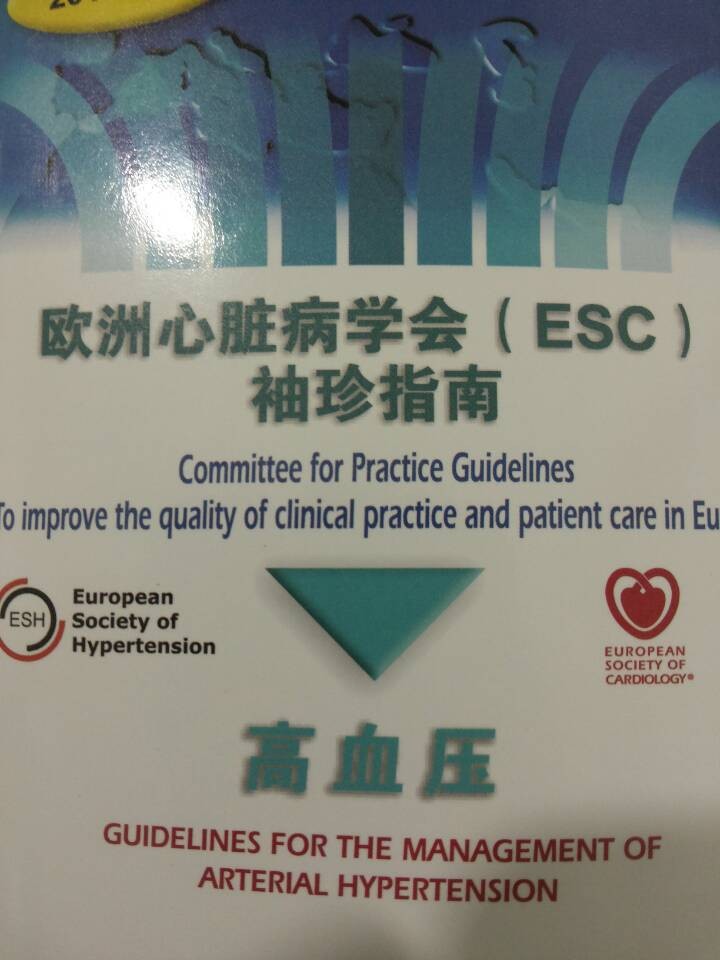 欧洲心脏病学会（ESC）
袖珍指南
Committee for Practice Guidelines
To improve the quality of clinical practice and patient care in Eu
ESH
European
Society of
Hypertension
EUROPEAN
SOCIETY OF
CARDIOLOGY®
高血压
GUIDELINES FOR THE MANAGEMENT OF
ARTERIAL HYPERTENSION